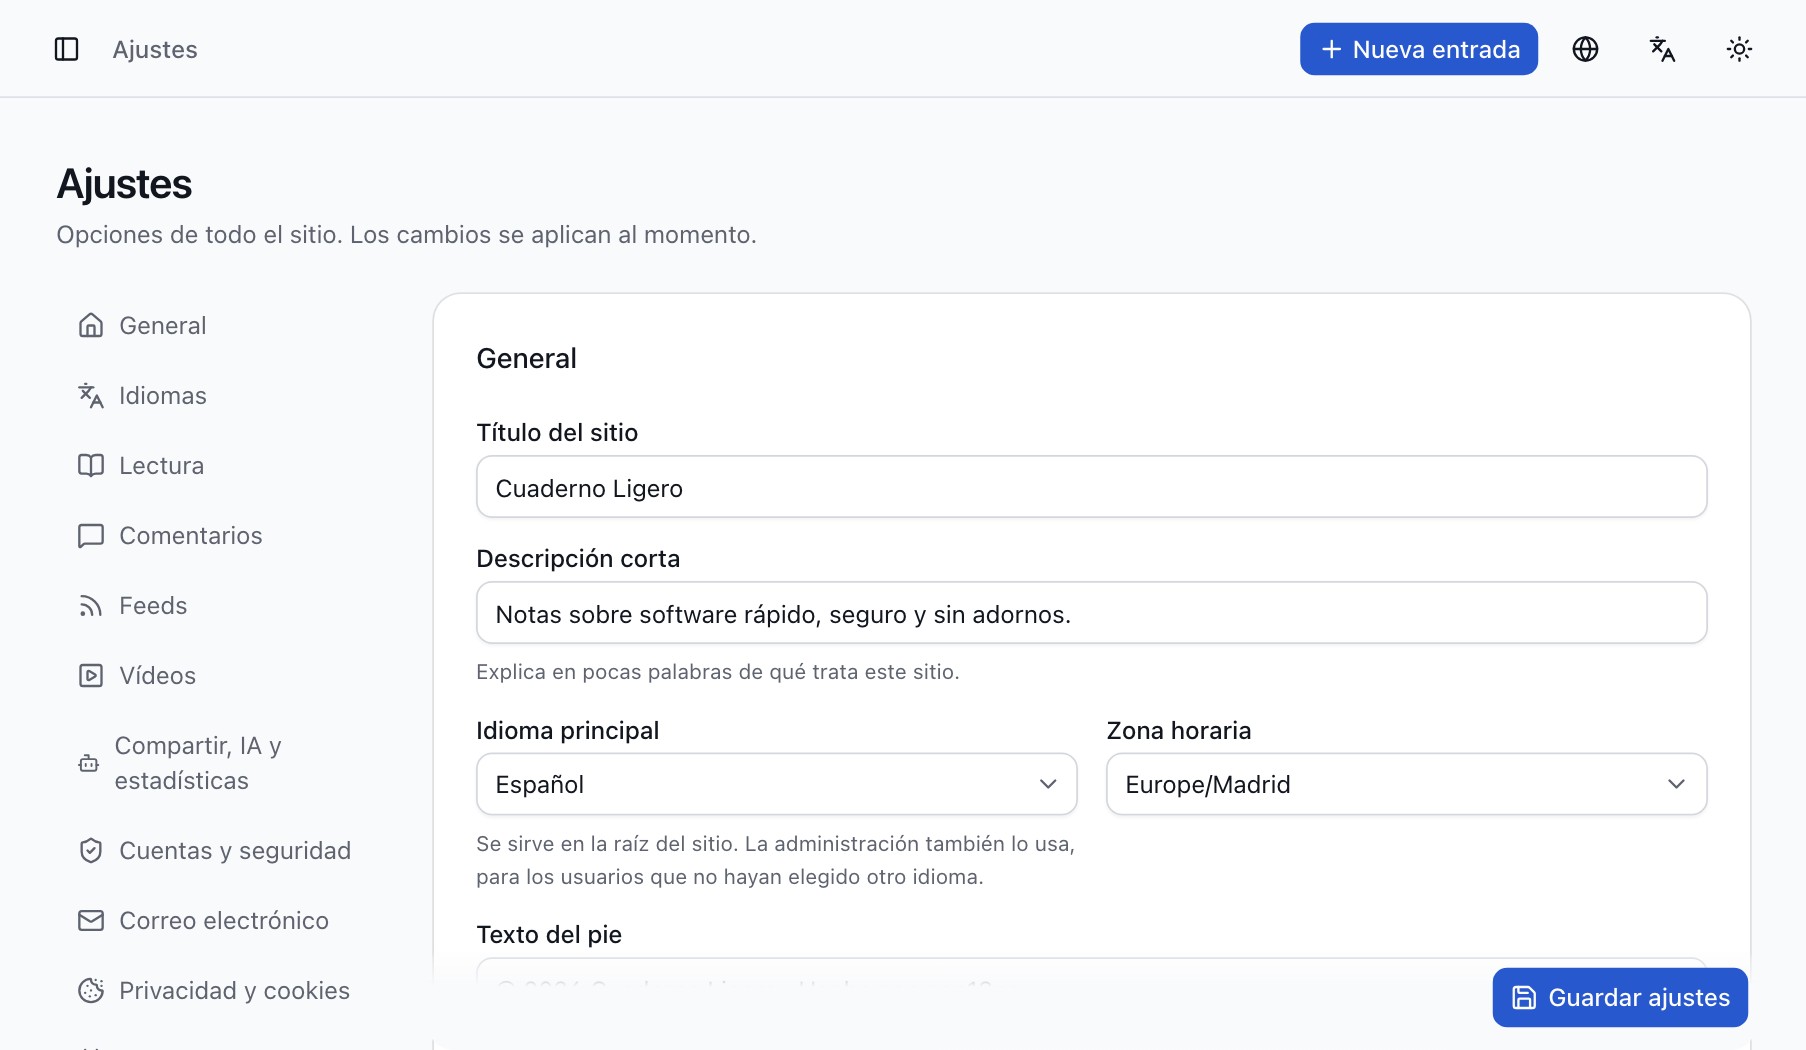 Ajustes
Nueva entrada
Ajustes
Opciones de todo el sitio. Los cambios se aplican al momento.
General
Idiomas
Lectura
Comentarios
Feeds
Vídeos
Compartir, IA y
estadísticas
Cuentas y seguridad
Correo electrónico
Privacidad y cookies
General
Título del sitio
Cuaderno Ligero
Descripción corta
Notas sobre software rápido, seguro y sin adornos.
Explica en pocas palabras de qué trata este sitio.
Idioma principal
Español
Se sirve en la raíz del sitio. La administración también lo usa,
para los usuarios que no hayan elegido otro idioma.
Zona horaria
Europe/Madrid
Texto del pie
Guardar ajustes